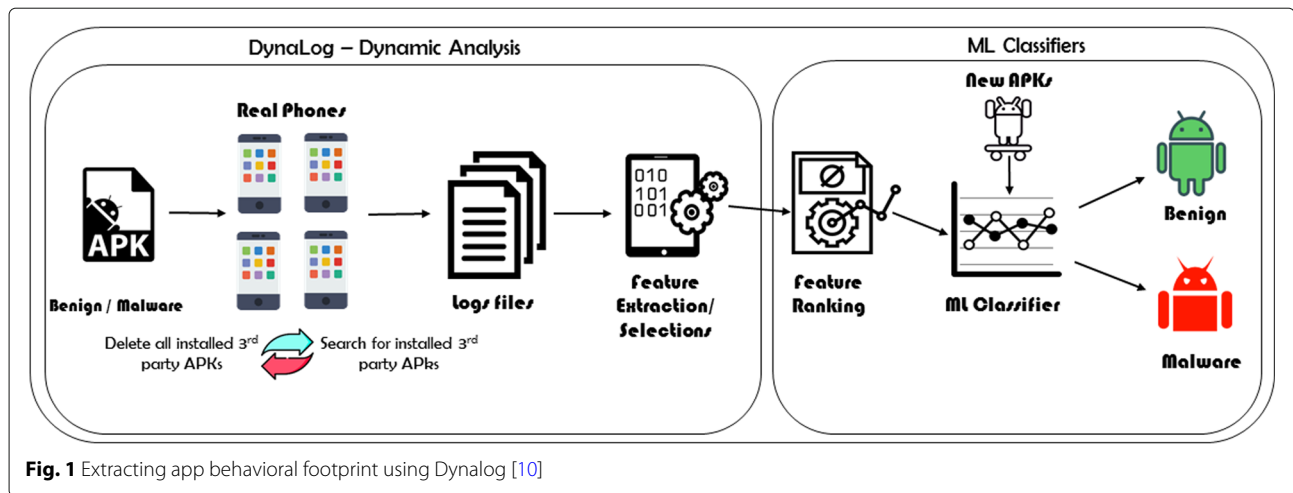 DynaLog – Dynamic Analysis
ML Classifiers
New APKs
Real Phones
APK
010
101
001
Benign / Malware
Logs files
Feature
Extraction/
Selections
Feature
Ranking
ML Classifier
Benign
Malware
Delete all installed 3rd
party APKs
Search for installed 3rd
party APks
Fig. 1 Extracting app behavioral footprint using Dynalog [10]